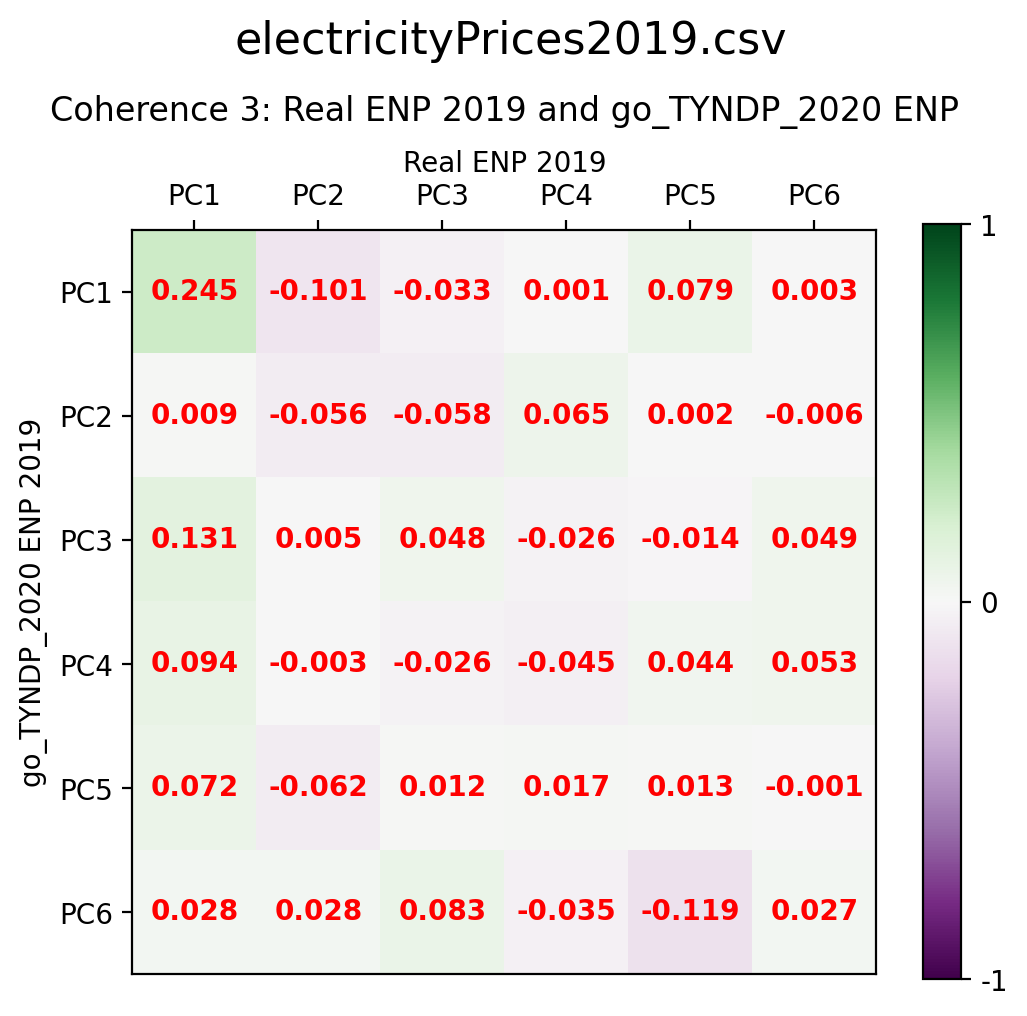 electricityPrices2019.csv
Coherence 3: Real ENP 2019 and go_TYNDP_2020 ENP
Real ENP 2019
PC1 PC2 PC3 PC4 PC5 PC6
PC1 0.245 -0.101 -0.033 0.001 0.079 0.003
PC2 0.009 -0.056 -0.058 0.065 0.002 -0.006
PC3 0.131 0.005 0.048 -0.026 -0.014 0.049
PC4 0.094 -0.003 -0.026 -0.045 0.044 0.053
PC5 0.072 -0.062 0.012 0.017 0.013 -0.001
PC6 0.028 0.028 0.083 -0.035 -0.119 0.027
go_TYNDP_2020 ENP 2019
1
0
-1